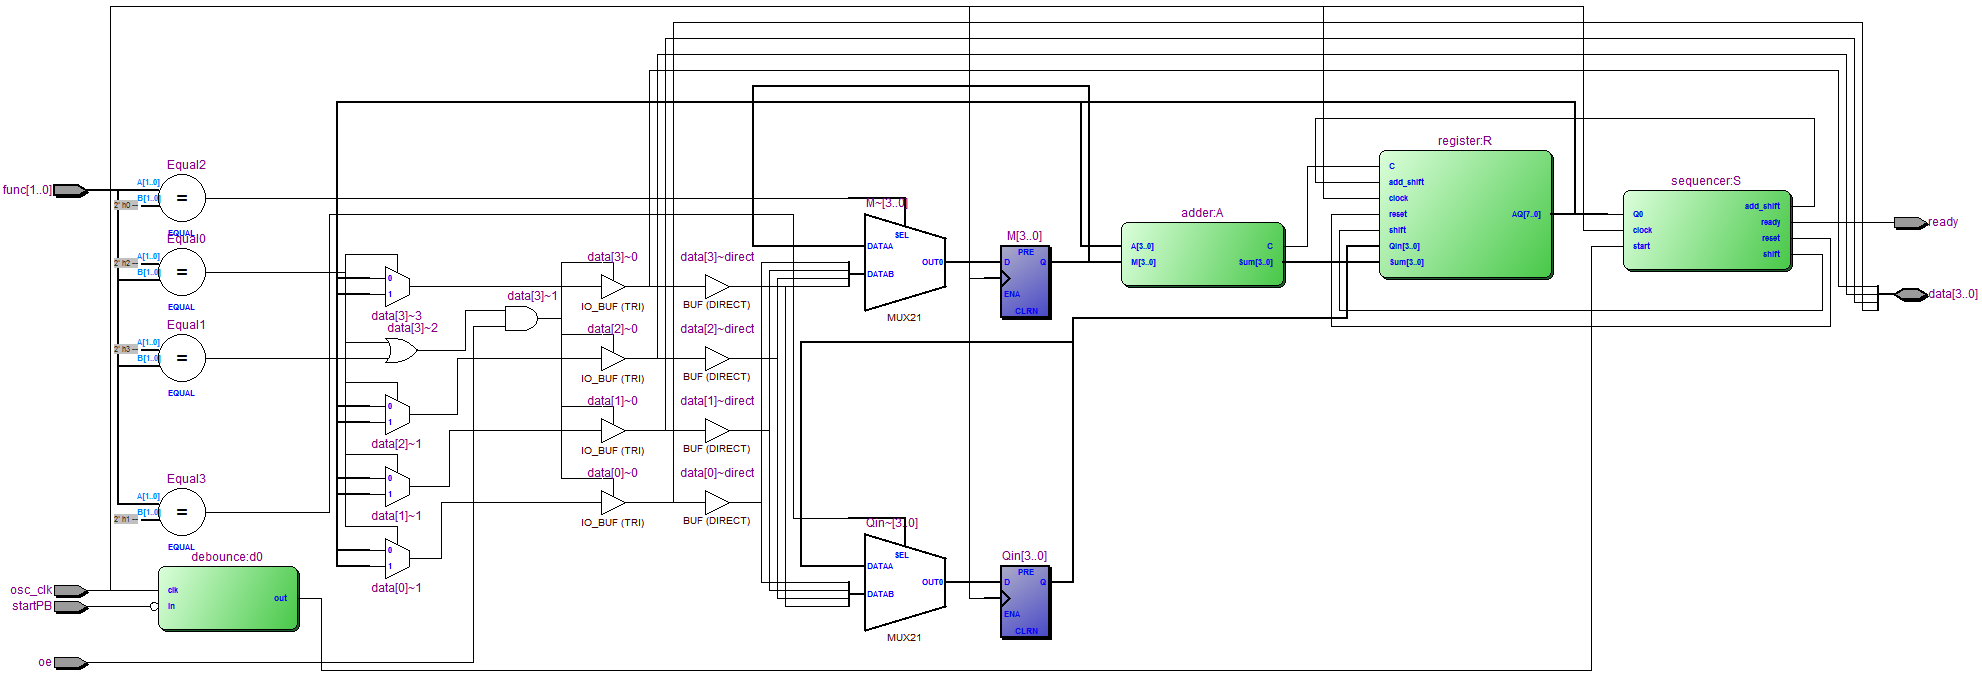 func[1..0]
Equal2
A[1..0]
B[1..0]
2' h0
=
EQUAL
Equal0
2' h2
A[1..0]
B[1..0]
=
EQUAL
Equal1
2' h3
A[1..0]
B[1..0]
=
EQUAL
Equal3
A[1..0]
B[1..0]
2' h1
=
EQUAL
osc_clk
startPB
oe
debounce:d0
clk
in
out
0
1
data[3]~3
data[3]~2
data[3]~1
0
1
data[2]~1
0
1
data[1]~1
0
1
data[0]~1
data[3]~0
IO_BUF (TRI)
data[2]~0
IO_BUF (TRI)
data[1]~0
IO_BUF (TRI)
data[0]~0
IO_BUF (TRI)
data[3]~direct
BUF (DIRECT)
data[2]~direct
BUF (DIRECT)
data[1]~direct
BUF (DIRECT)
data[0]~direct
BUF (DIRECT)
M~[3..0]
SEL
DATAA
DATAB
OUT0
MUX21
Qin~[3..0]
SEL
DATAA
DATAB
OUT0
MUX21
M[3..0]
PRE
D
Q
ENA
CLRN
Qin[3..0]
PRE
D
Q
ENA
CLRN
adder:A
A[3..0]
M[3..0]
C
Sum[3..0]
register:R
C
add_shift
clock
reset
shift
Qin[3..0]
Sum[3..0]
AQ[7..0]
sequencer:S
Q0
clock
start
add_shift
ready
reset
shift
ready
data[3..0]